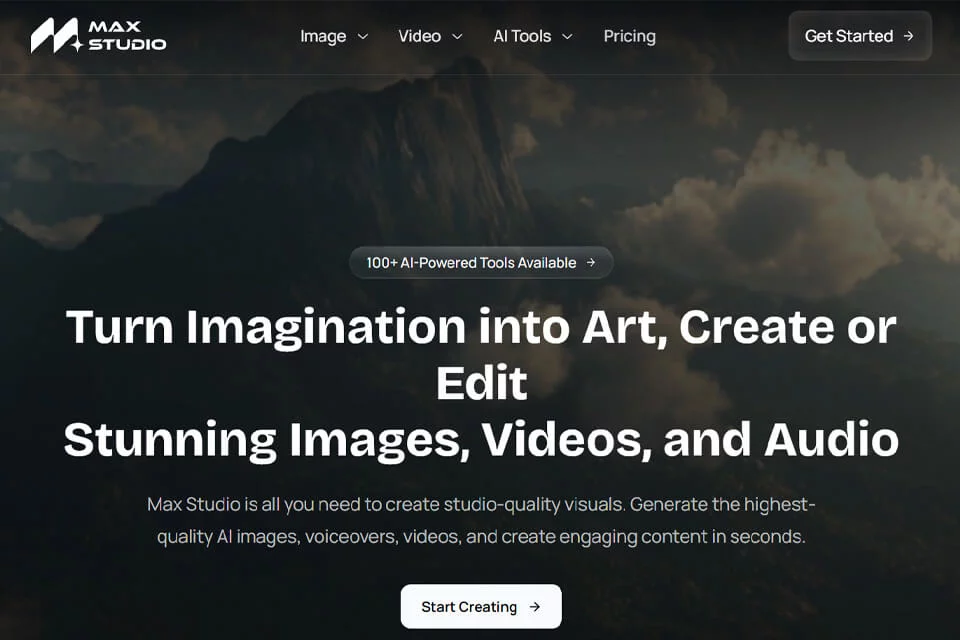 MAX
STUDIO
Image
Video
AI Tools
Pricing
Get Started →
100+ AI-Powered Tools Available →
Turn Imagination into Art, Create or
Edit
Stunning Images, Videos, and Audio
Max Studio is all you need to create studio-quality visuals. Generate the highest-
quality AI images, voiceovers, videos, and create engaging content in seconds.
Start Creating →